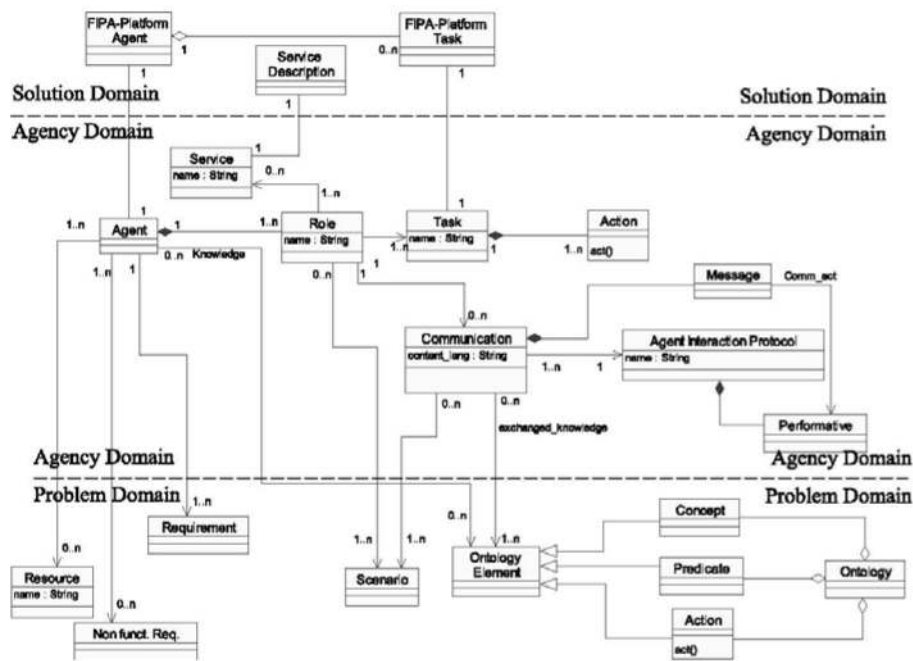 FIPA-Platform
Agent
FIPA-Platform
Task
1
0..n
1
1
Service
Description
1
Solution Domain
Solution Domain
Agency Domain
Agency Domain
Service
name : String
1
0..n
1..n
1
1
1..n
Agent
1
1..n
Role
name : String
1..n
Task
name : String
1
1..n
Action
act()
0..n
Knowledge
1..n
1
0..n
1
1
0..n
Message
Comm_act
Communication
content_lang : String
1..n
1
Agent Interaction Protocol
name : String
0..n
0..n
exchanged_knowledge
Performative
Agency Domain
Agency Domain
Problem Domain
Problem Domain
1..n
Requirement
0..n
1..n
1..n
0..n
1..n
Concept
Resource
name : String
Scenario
Ontology
Element
Predicate
Ontology
0..n
Non funct. Req.
Action
act()